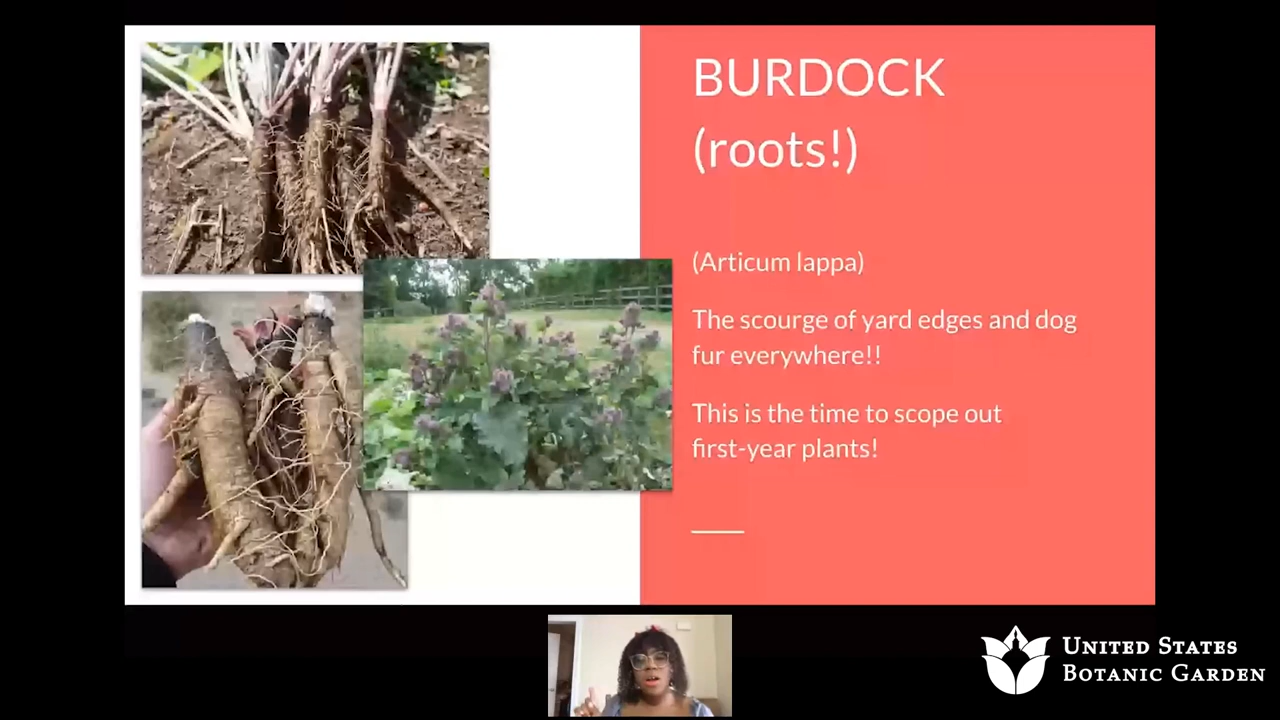 BURDOCK
(roots!)
(Articum lappa)
The scourge of yard edges and dog
fur everywhere!!
This is the time to scope out
first-year plants!
UNITED STATES
BOTANIC GARDEN